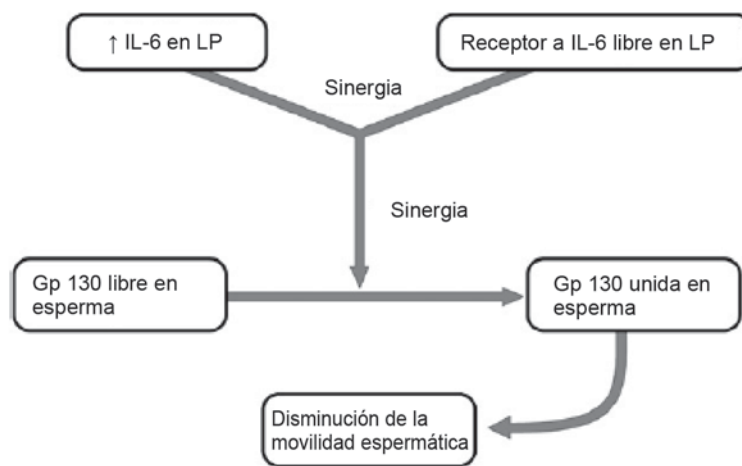 ↑ IL-6 en LP
Receptor a IL-6 libre en LP
Sinergia
Sinergia
Gp 130 libre en
esperma
Gp 130 unida en
esperma
Disminución de la
movilidad espermática